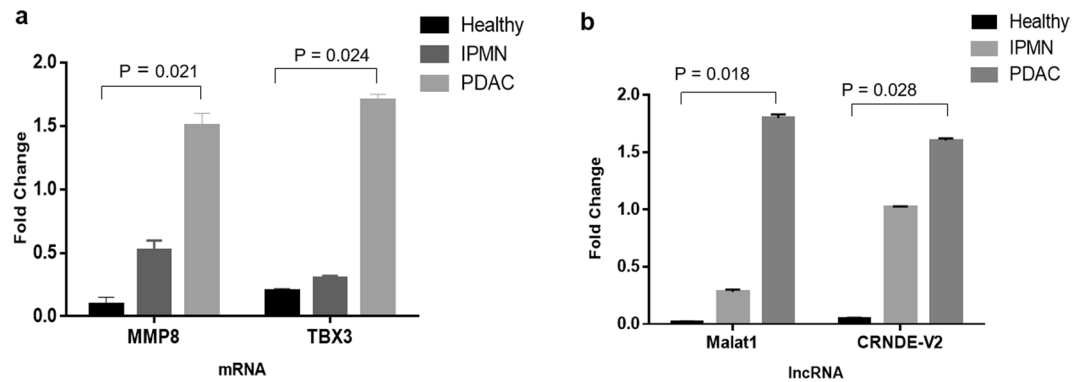 a
Healthy
IPMN
PDAC
P = 0.021
P = 0.024
2.0
1.5
1.0
0.5
0.0
Fold Change
MMP8
TBX3
mRNA
b
Healthy
IPMN
PDAC
P = 0.018
P = 0.028
2.0
1.5
1.0
0.5
0.0
Fold Change
Malat1
CRNDE-V2
lncRNA